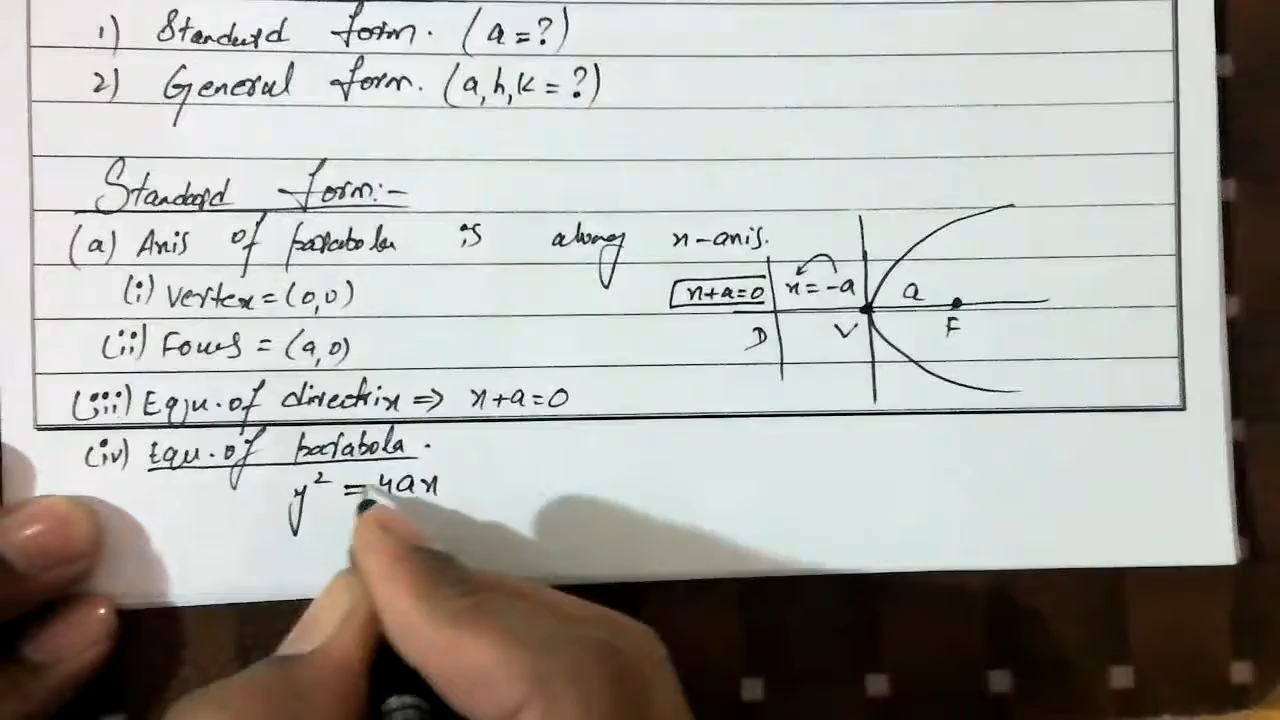 1) Standard form. (a=?)
2) General form. (a, h, k = ?)
Standard form:-
(a) Axis of parabola is along x-axis.
(i) Vertex = (0,0)
(ii) Focus = (a,0)
(iii) Equ. of directrix ⇒ x+a=0
(iv) Equ. of parabola.
y² = 4ax
x+a=0 x=-a a
D V F